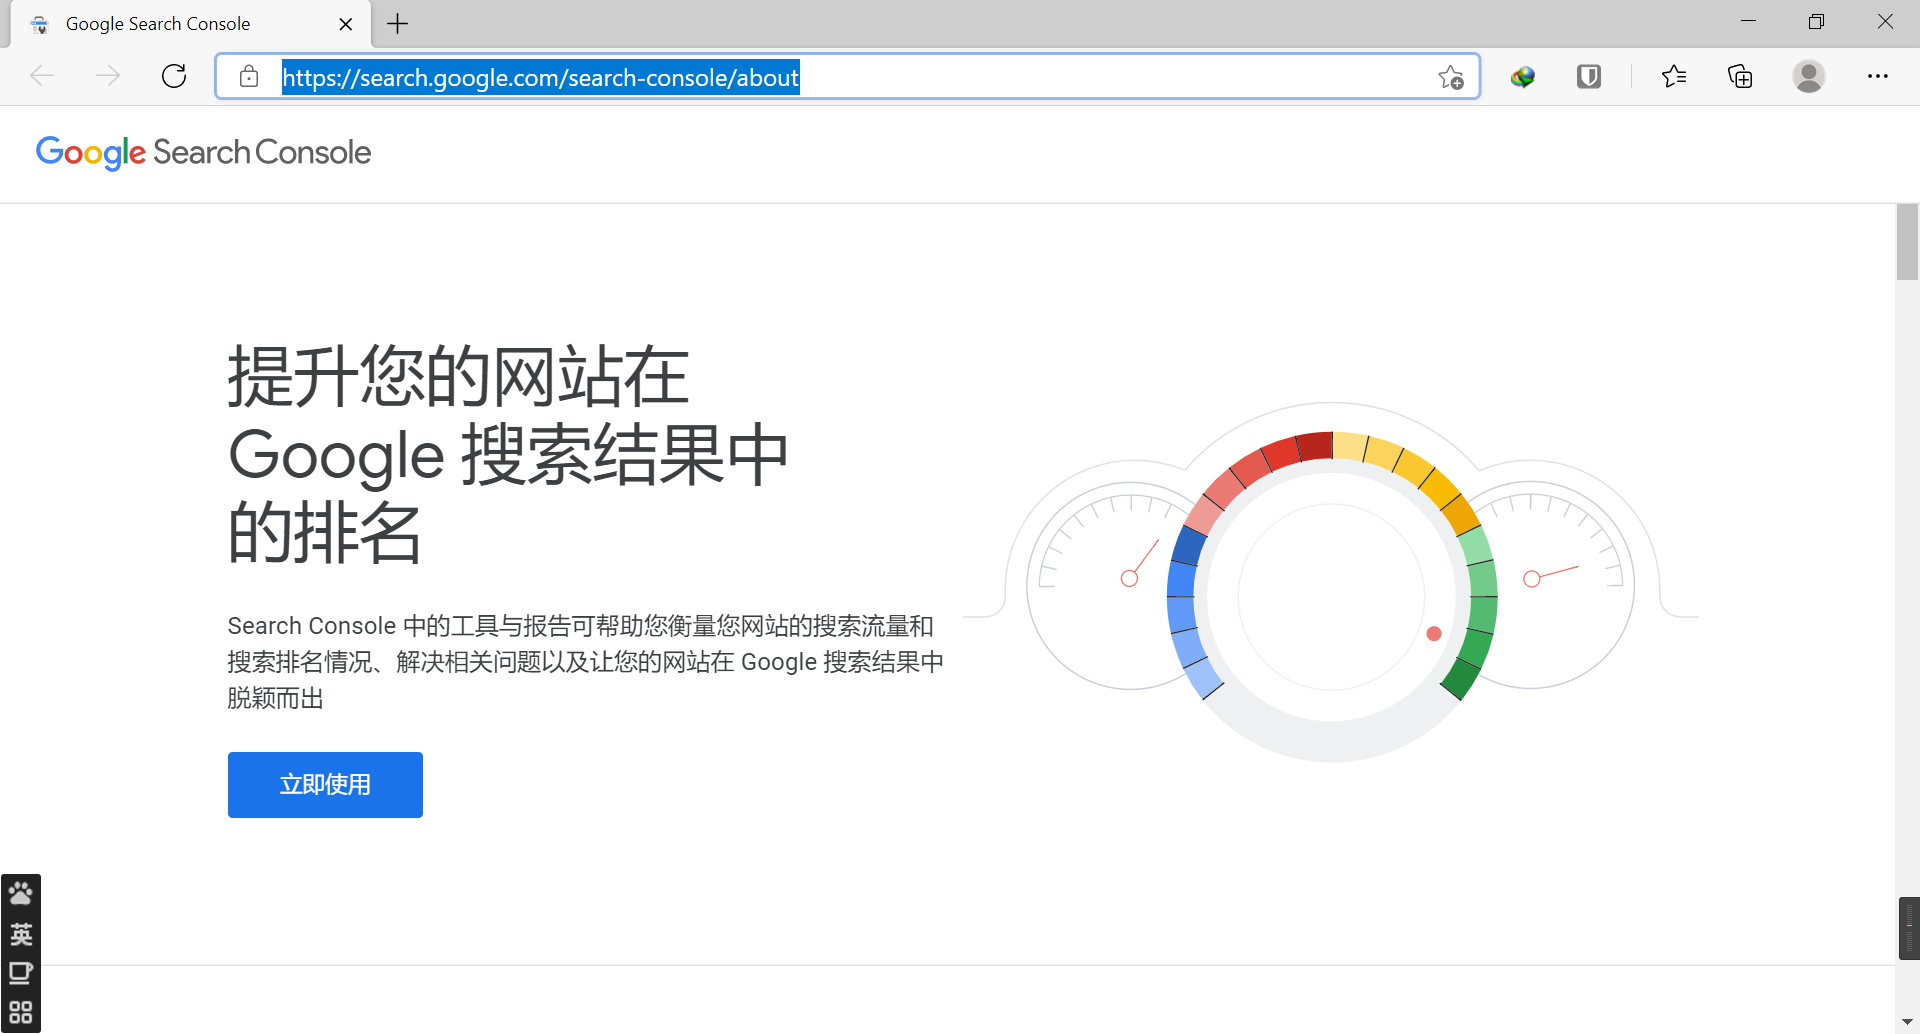 Google Search Console
https://search.google.com/search-console/about
Google Search Console
提升您的网站在
Google 搜索结果中
的排名
Search Console 中的工具与报告可帮助您衡量您网站的搜索流量和
搜索排名情况、解决相关问题以及让您的网站在 Google 搜索结果中
脱颖而出
立即使用
英